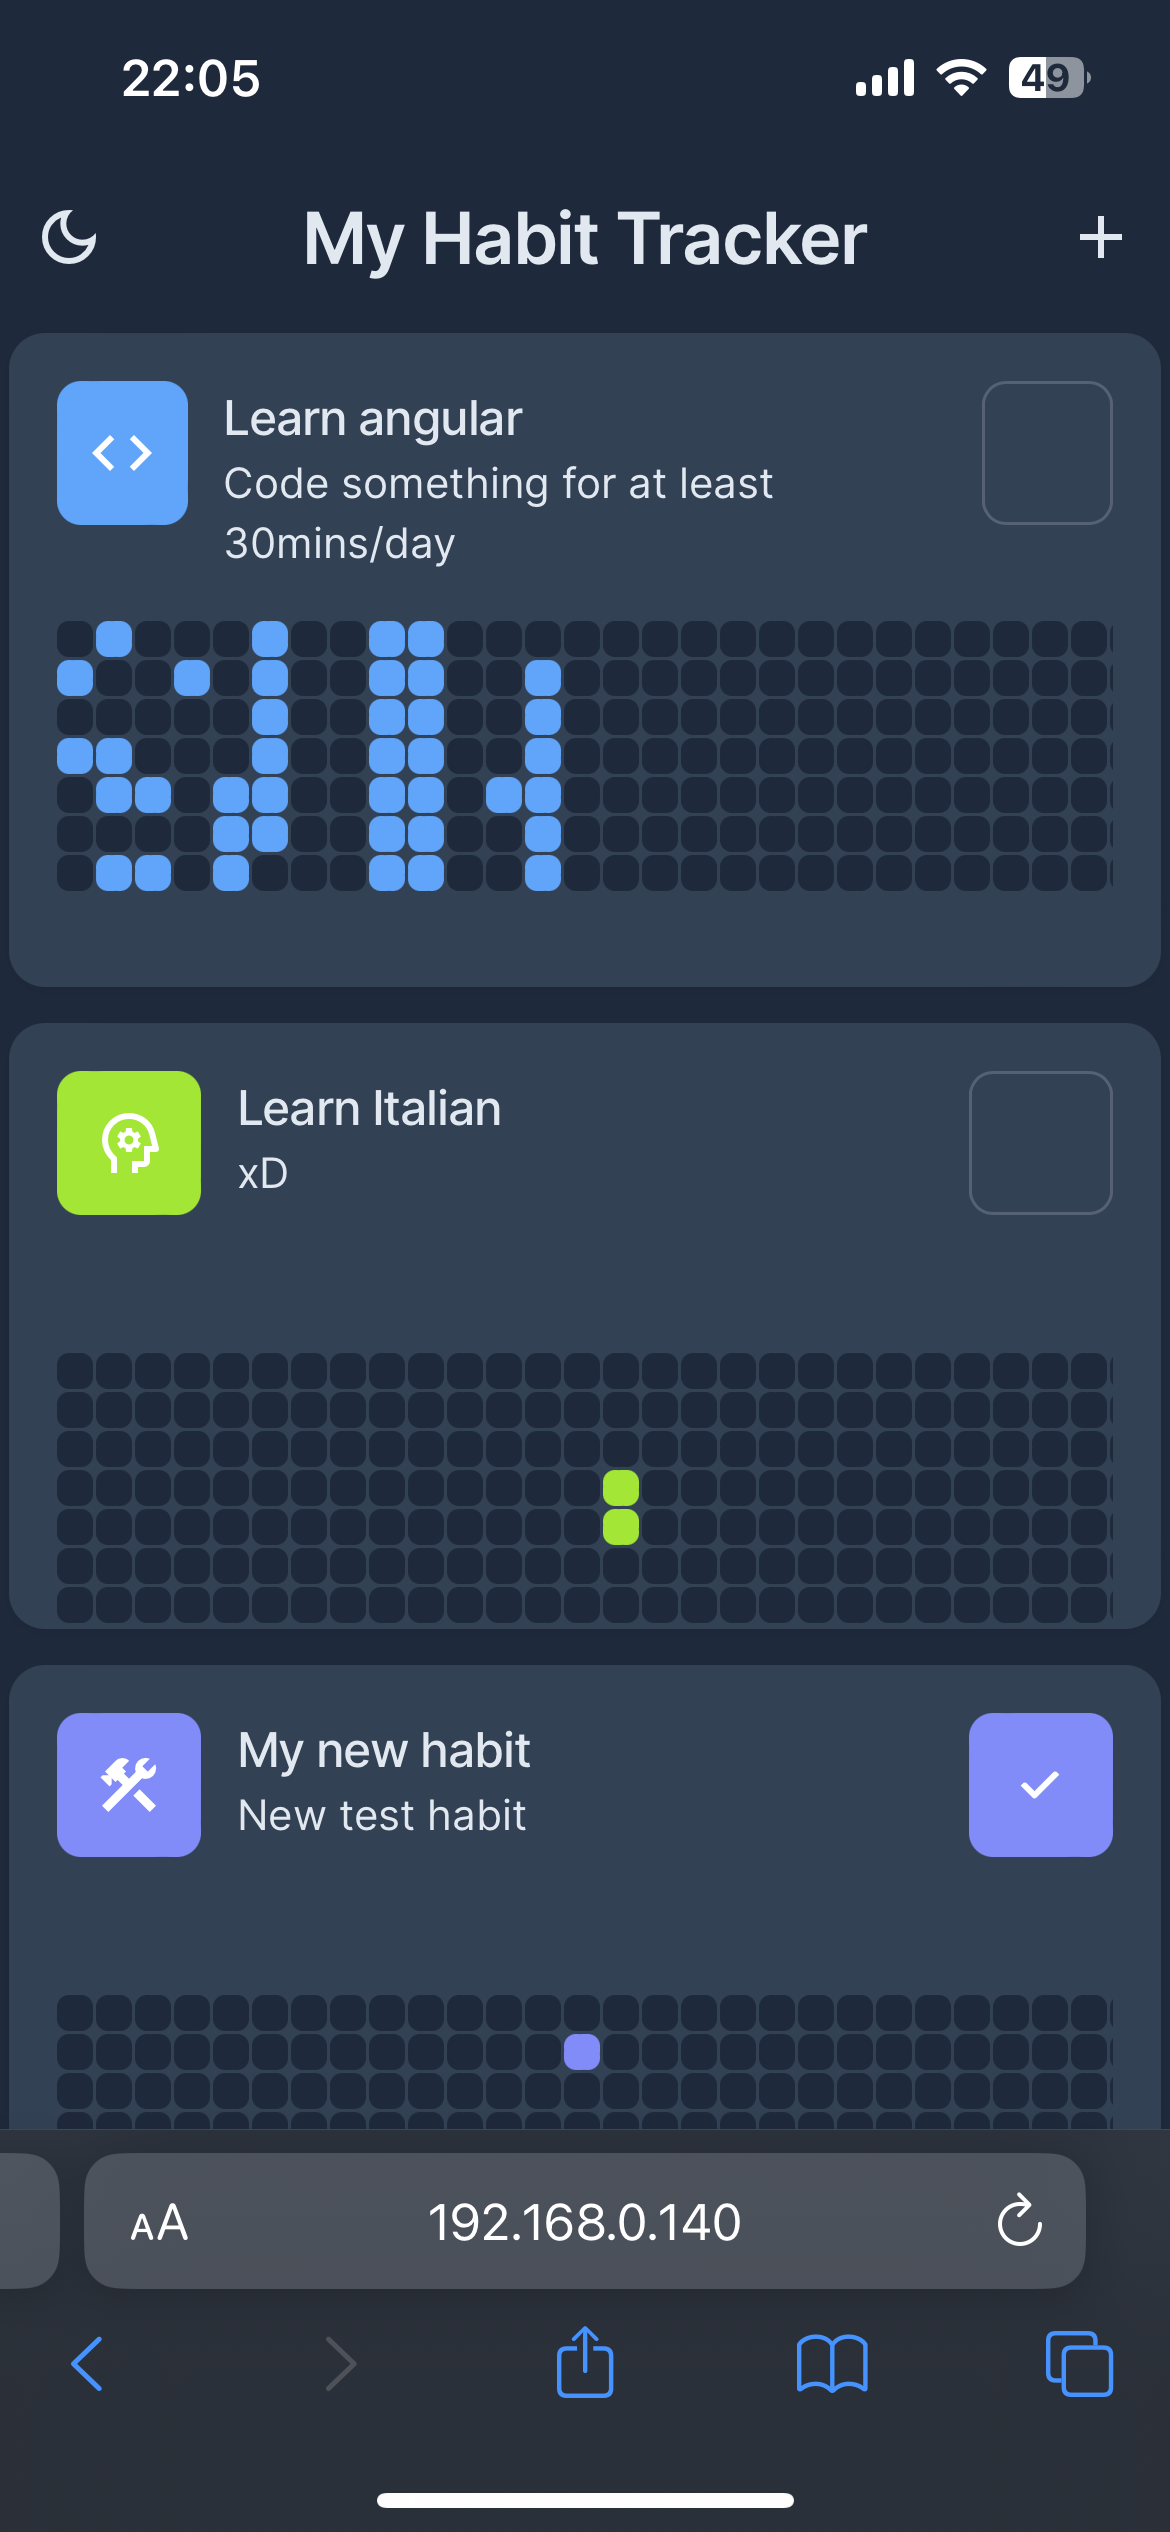 22:05
49
My Habit Tracker
Learn angular
Code something for at least
30mins/day
Learn Italian
xD
My new habit
New test habit
AA
192.168.0.140